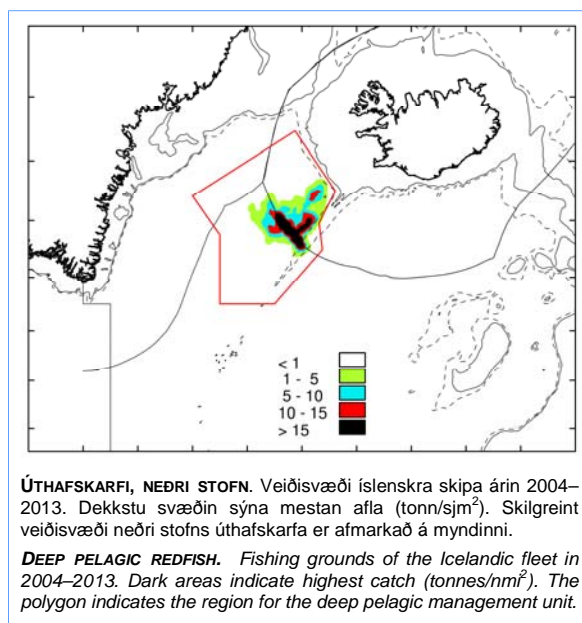 < 1
1 - 5
5 - 10
10 - 15
> 15
ÚTHAFSKARFI, NEÐRI STOFN. Veiðisvæði íslenskra skipa árin 2004–
2013. Dekkstu svæðin sýna mestan afla (tonn/sjm²). Skilgreint
veiðisvæði neðri stofns úthafskarfa er afmarkað á myndinni.
DEEP PELAGIC REDFISH. Fishing grounds of the Icelandic fleet in
2004–2013. Dark areas indicate highest catch (tonnes/nmi²). The
polygon indicates the region for the deep pelagic management unit.